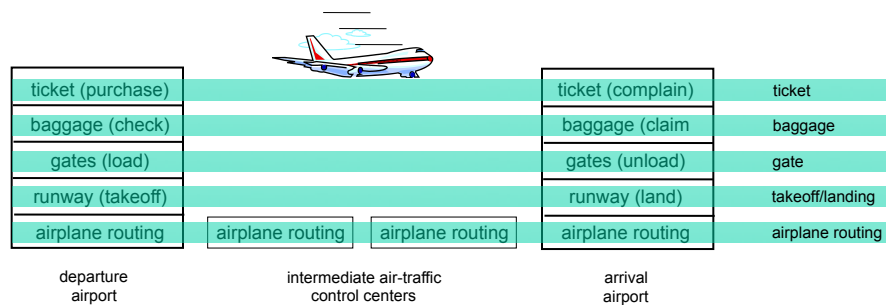 ticket (purchase) ticket (complain) ticket
baggage (check) baggage (claim baggage
gates (load) gates (unload) gate
runway (takeoff) runway (land) takeoff/landing
airplane routing airplane routing airplane routing airplane routing airplane routing
departure
airport
intermediate air-traffic
control centers
arrival
airport